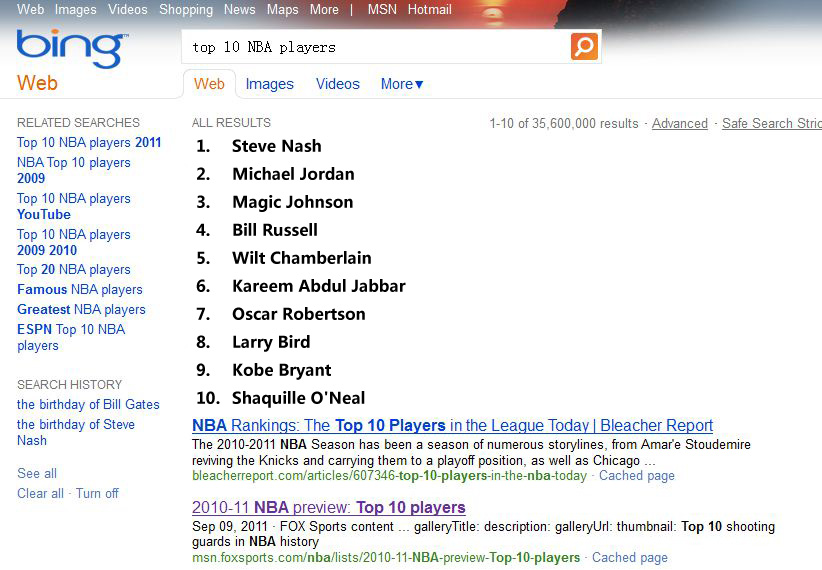 Web Images Videos Shopping News Maps More | MSN Hotmail
bing™
top 10 NBA players
Web
Web Images Videos More▼
RELATED SEARCHES
Top 10 NBA players 2011
NBA Top 10 players
2009
Top 10 NBA players
YouTube
Top 10 NBA players
2009 2010
Top 20 NBA players
Famous NBA players
Greatest NBA players
ESPN Top 10 NBA
players
SEARCH HISTORY
the birthday of Bill Gates
the birthday of Steve
Nash
See all
Clear all · Turn off
ALL RESULTS
1-10 of 35,600,000 results · Advanced · Safe Search Stric
1. Steve Nash
2. Michael Jordan
3. Magic Johnson
4. Bill Russell
5. Wilt Chamberlain
6. Kareem Abdul Jabbar
7. Oscar Robertson
8. Larry Bird
9. Kobe Bryant
10. Shaquille O'Neal
NBA Rankings: The Top 10 Players in the League Today | Bleacher Report
The 2010-2011 NBA Season has been a season of numerous storylines, from Amar'e Stoudemire
reviving the Knicks and carrying them to a playoff position, as well as Chicago ...
bleacherreport.com/articles/607346-top-10-players-in-the-nba-today · Cached page
2010-11 NBA preview: Top 10 players
Sep 09, 2011 · FOX Sports content ... galleryTitle: description: galleryUrl: thumbnail: Top 10 shooting
guards in NBA history
msn.foxsports.com/nba/lists/2010-11-NBA-preview-Top-10-players · Cached page